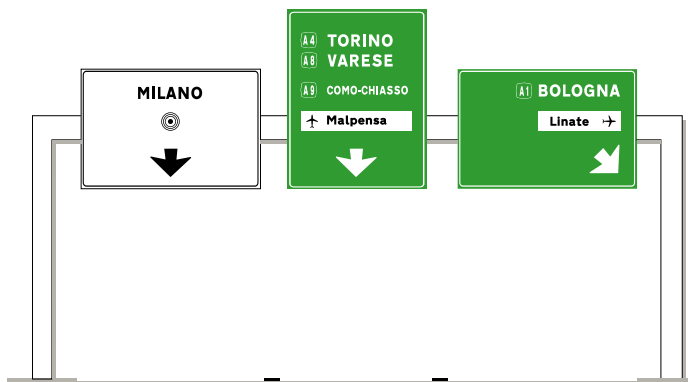 MILANO
A4 TORINO
A8 VARESE
A9 COMO-CHIASSO
Malpensa
A1 BOLOGNA
Linate